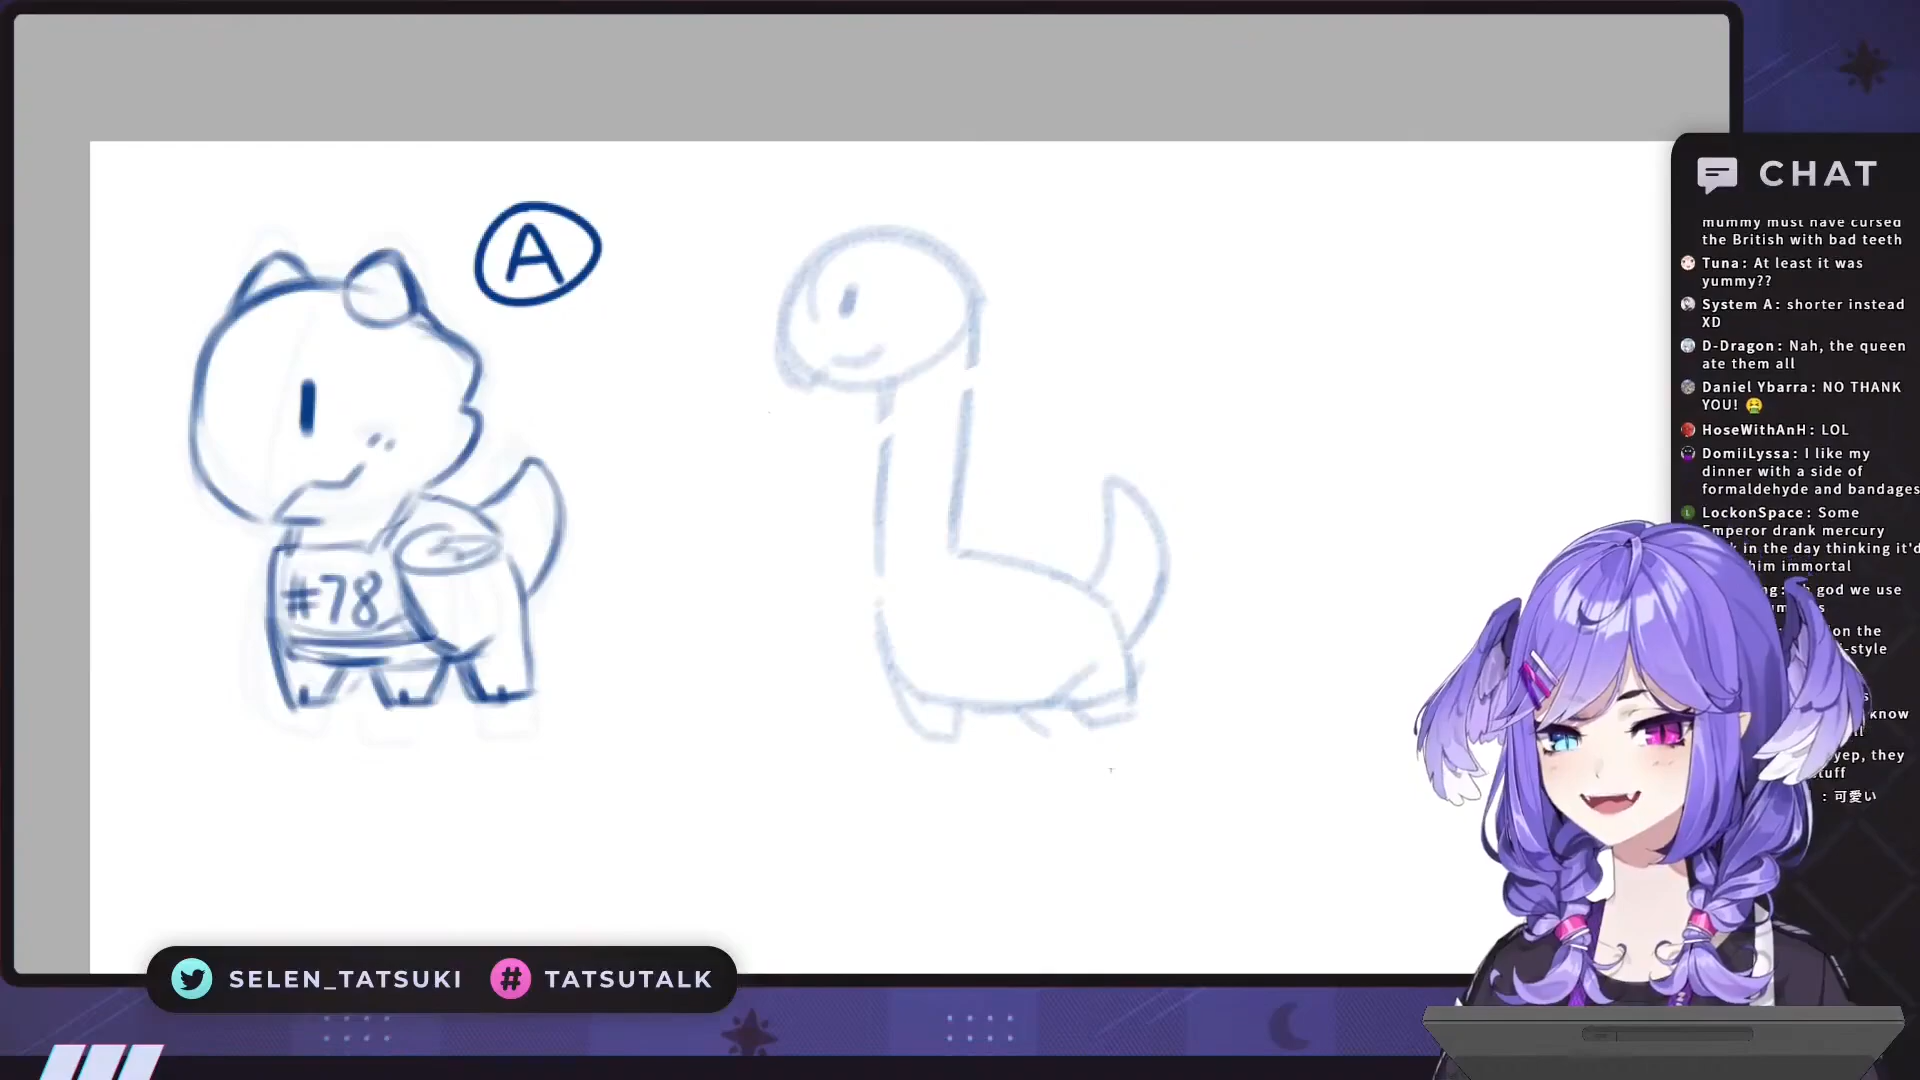 A
#78
CHAT
mummy must have cursed
the British with bad teeth
Tuna: At least it was
yummy??
System A: shorter instead
XD
D-Dragon: Nah, the queen
ate them all
Daniel Ybarra: NO THANK
YOU! 🤮
HoseWithAnH: LOL
DomiiLyssa: I like my
dinner with a side of
formaldehyde and bandages
LockonSpace: Some
mperor drank mercury
in the day thinking it'd
him immortal
god we use
on the
-style
know
yep, they
: 可愛い
SELEN_TATSUKI
# TATSUTALK